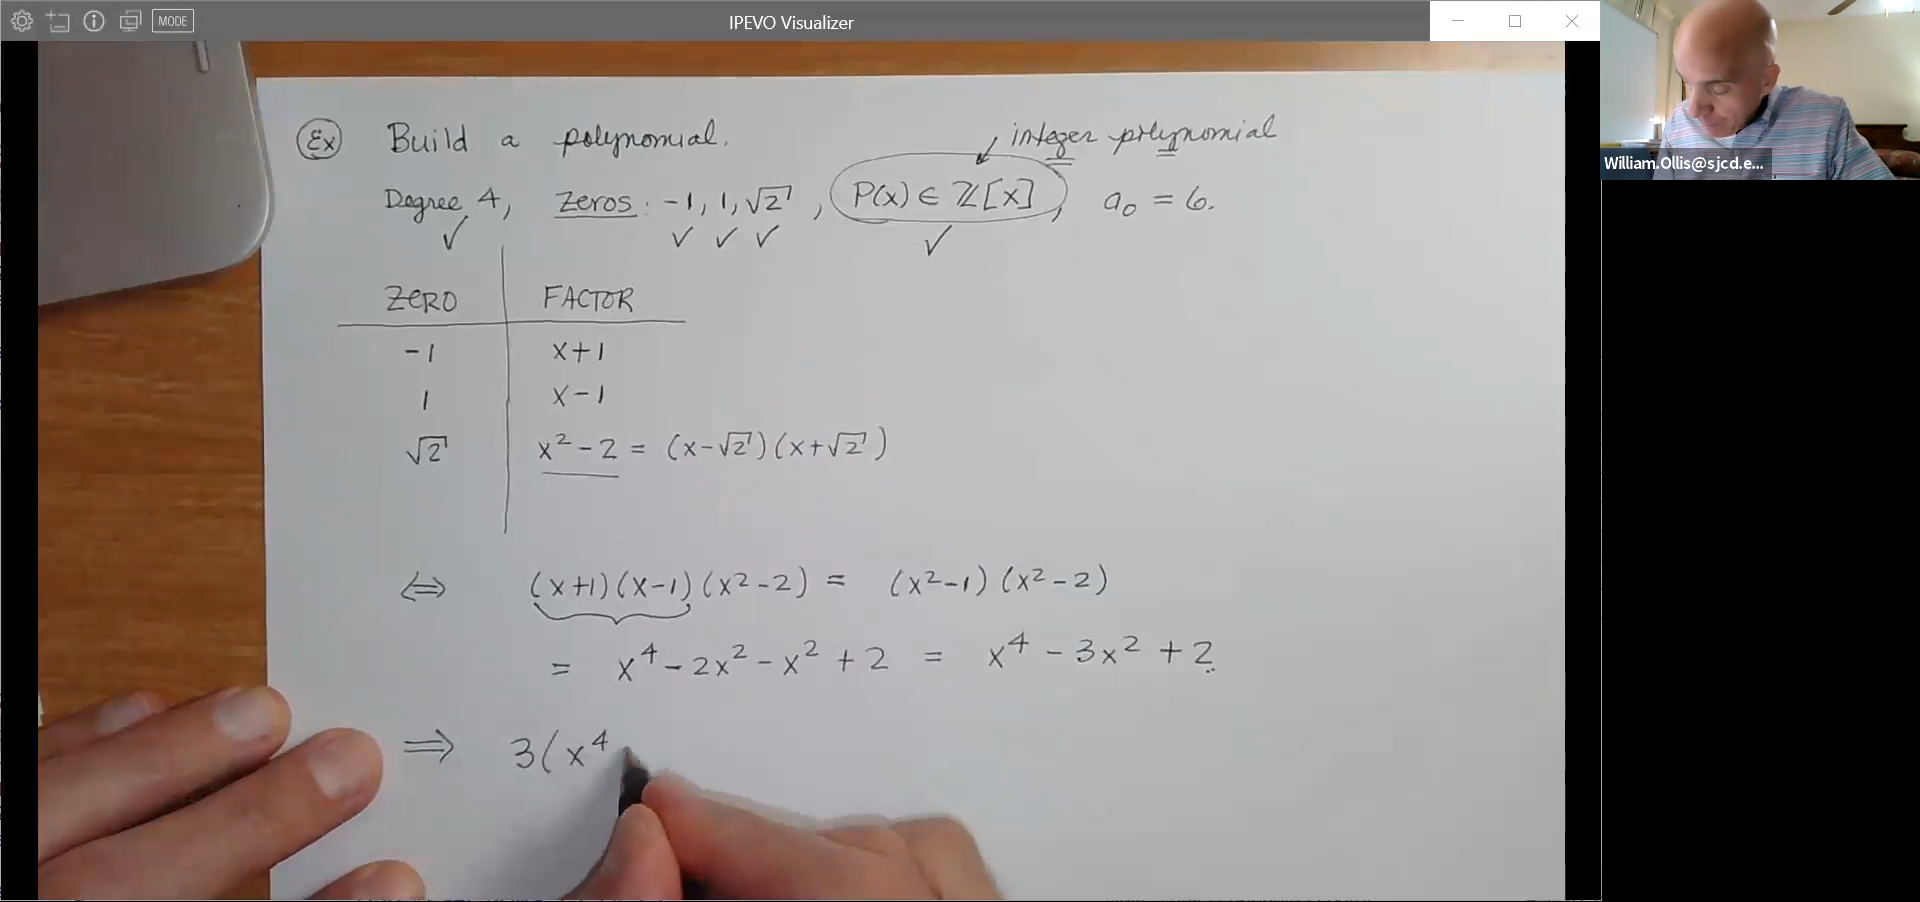 MODE IPEVO Visualizer
Ex Build a polynomial. integer polynomial
Degree 4, Zeros: -1, 1, √2, P(x) ∈ ℤ[x], a₀ = 6.
✓ ✓ ✓ ✓ ✓
ZERO FACTOR
-1 x+1
1 x-1
√2 x² - 2 = (x-√2)(x+√2)
⇔ (x+1)(x-1)(x²-2) = (x²-1)(x²-2)
= x⁴ - 2x² - x² + 2 = x⁴ - 3x² + 2
⇒ 3(x⁴
William.Ollis@sjcd.e...